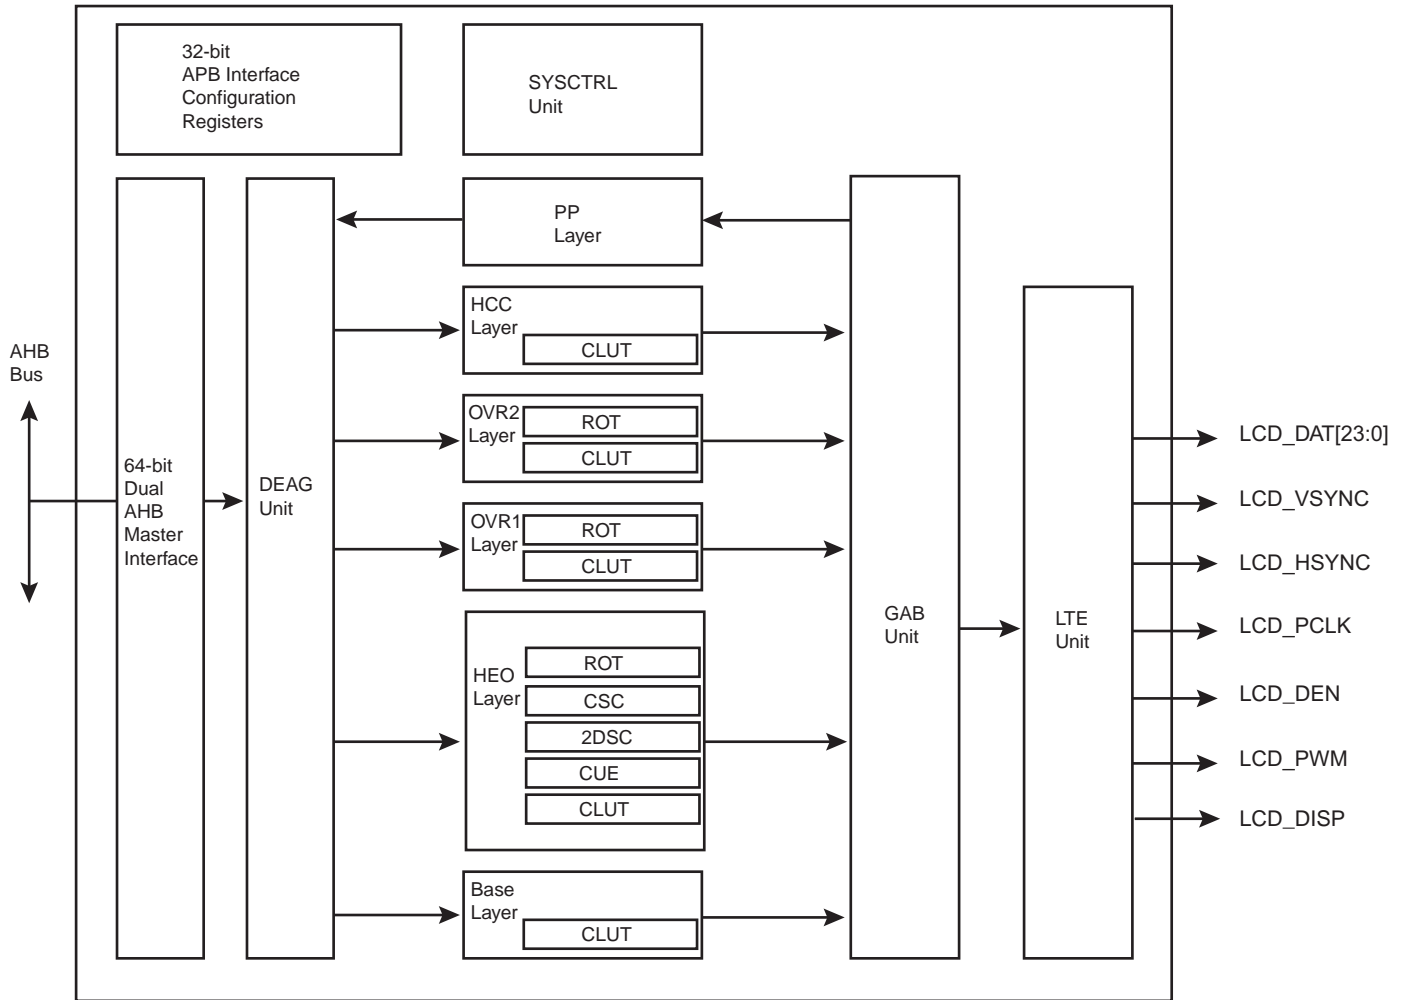 32-bit
APB Interface
Configuration
Registers
SYSCTRL
Unit
PP
Layer
HCC
Layer
CLUT
AHB
Bus
OVR2
Layer
ROT
CLUT
64-bit
Dual
AHB
Master
Interface
DEAG
Unit
OVR1
Layer
ROT
CLUT
HEO
Layer
ROT
CSC
2DSC
CUE
CLUT
Base
Layer
CLUT
GAB
Unit
LTE
Unit
LCD_DAT[23:0]
LCD_VSYNC
LCD_HSYNC
LCD_PCLK
LCD_DEN
LCD_PWM
LCD_DISP